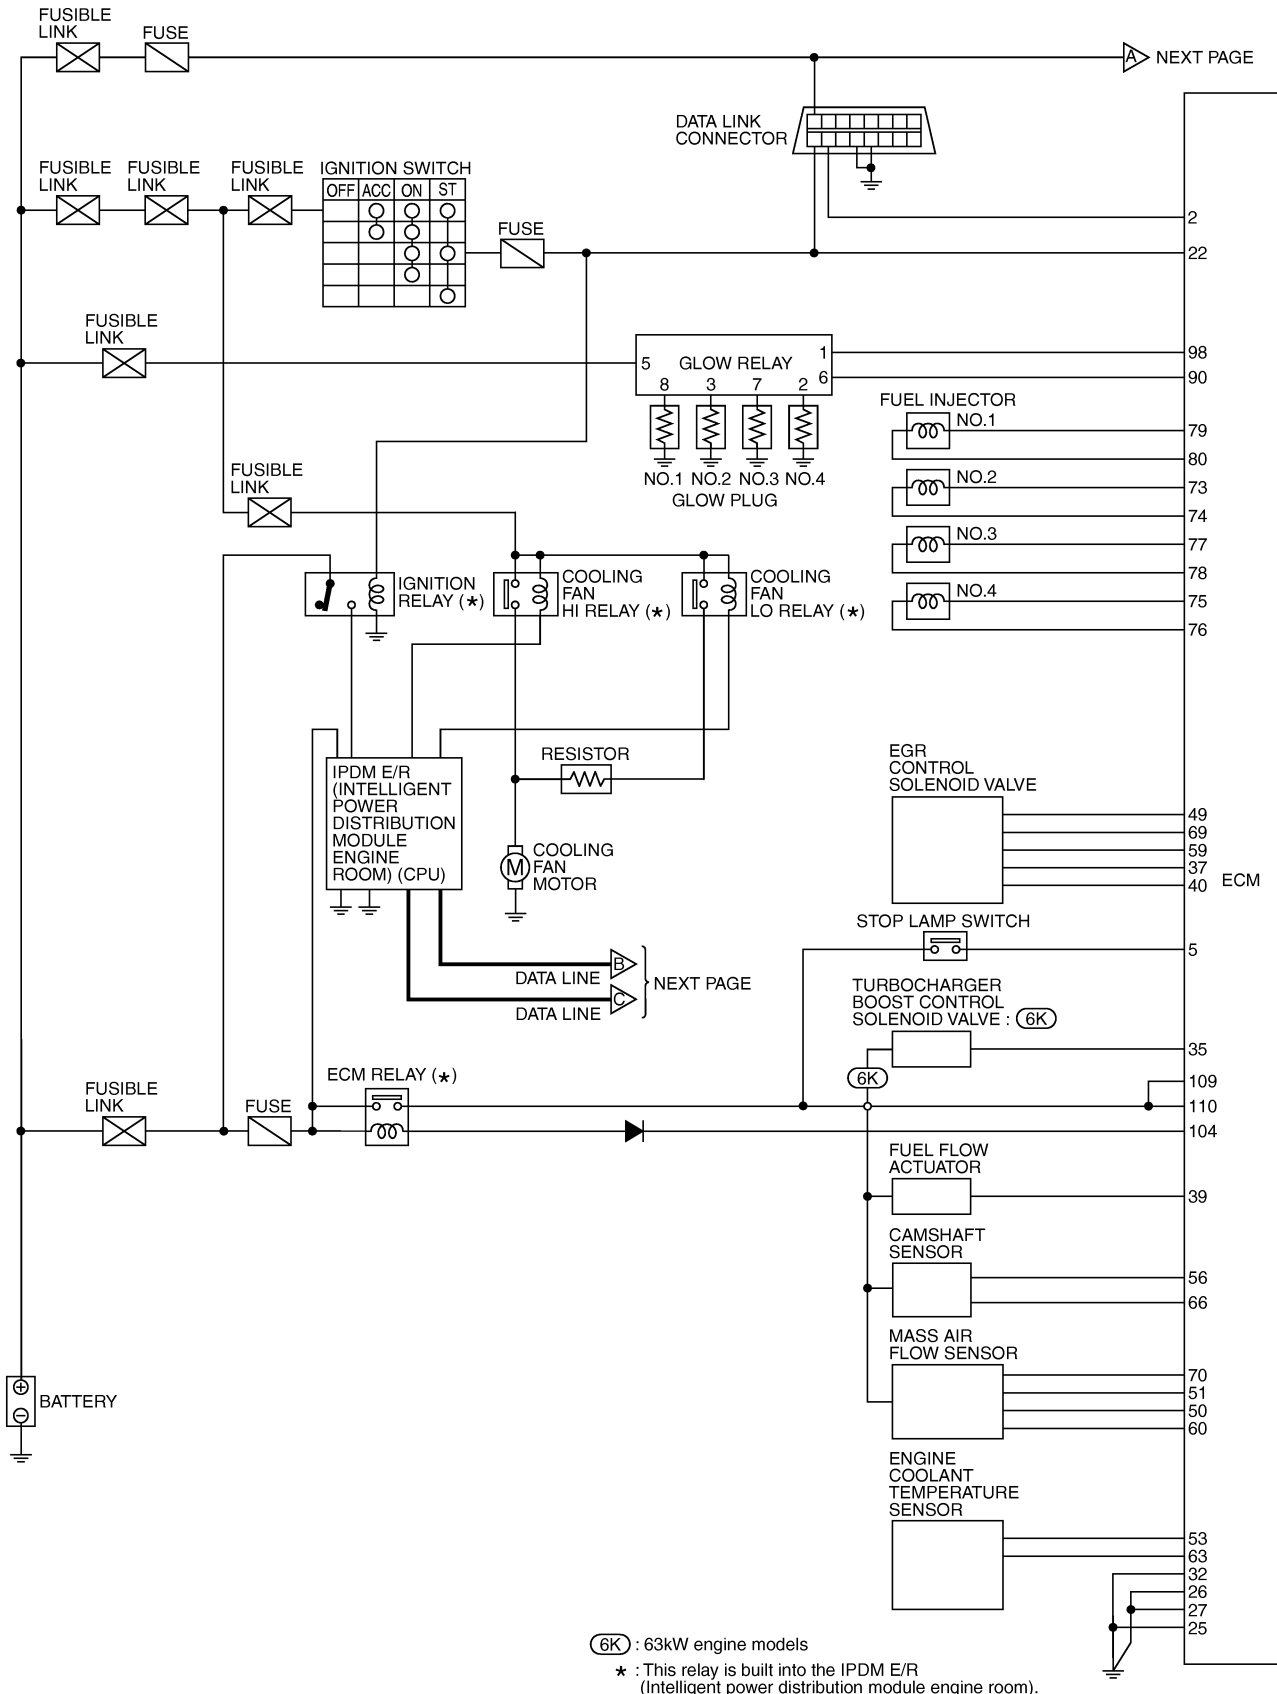 FUSIBLE
LINK
FUSE
A
NEXT PAGE
DATA LINK
CONNECTOR
FUSIBLE
LINK
FUSIBLE
LINK
FUSIBLE
LINK
IGNITION SWITCH
OFF ACC ON ST
FUSE
2
22
FUSIBLE
LINK
5 GLOW RELAY 1
8 3 7 2 6
98
90
NO.1 NO.2 NO.3 NO.4
GLOW PLUG
FUEL INJECTOR
NO.1
79
80
NO.2
73
74
NO.3
77
78
NO.4
75
76
FUSIBLE
LINK
IGNITION
RELAY (*)
COOLING
FAN
HI RELAY (*)
COOLING
FAN
LO RELAY (*)
RESISTOR
IPDM E/R
(INTELLIGENT
POWER
DISTRIBUTION
MODULE
ENGINE
ROOM) (CPU)
M
COOLING
FAN
MOTOR
EGR
CONTROL
SOLENOID VALVE
49
69
59
37
40
ECM
STOP LAMP SWITCH
5
B
DATA LINE
C
DATA LINE
NEXT PAGE
TURBOCHARGER
BOOST CONTROL
SOLENOID VALVE : 6K
35
6K
FUSIBLE
LINK
FUSE
ECM RELAY (*)
109
110
104
FUEL FLOW
ACTUATOR
39
CAMSHAFT
SENSOR
56
66
MASS AIR
FLOW SENSOR
70
51
50
60
+
−
BATTERY
ENGINE
COOLANT
TEMPERATURE
SENSOR
53
63
32
26
27
25
6K : 63kW engine models
* : This relay is built into the IPDM E/R
(Intelligent power distribution module engine room).